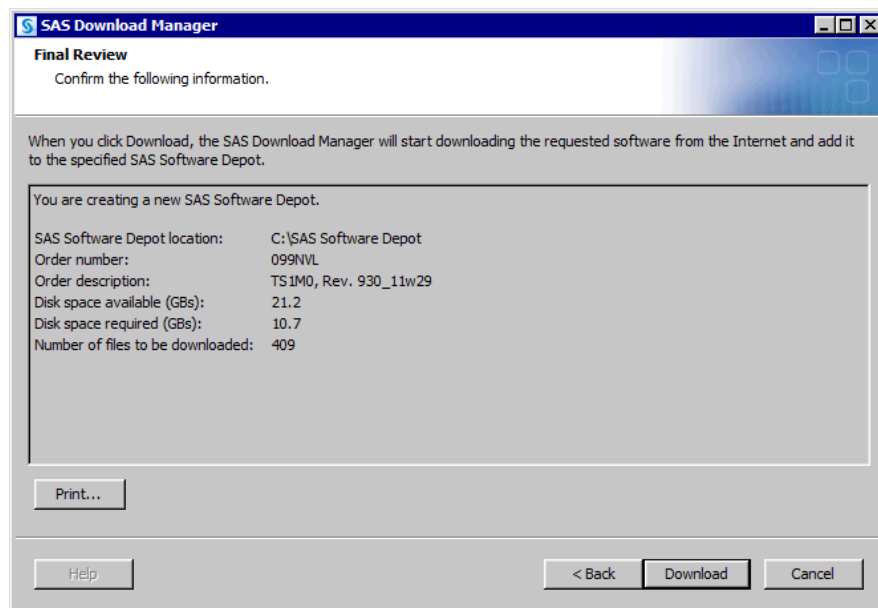 SAS Download Manager
Final Review
Confirm the following information.
When you click Download, the SAS Download Manager will start downloading the requested software from the Internet and add it
to the specified SAS Software Depot.
You are creating a new SAS Software Depot.
SAS Software Depot location: C:\SAS Software Depot
Order number: 099NVL
Order description: TS1M0, Rev. 930_11w29
Disk space available (GBs): 21.2
Disk space required (GBs): 10.7
Number of files to be downloaded: 409
Print...
Help < Back Download Cancel